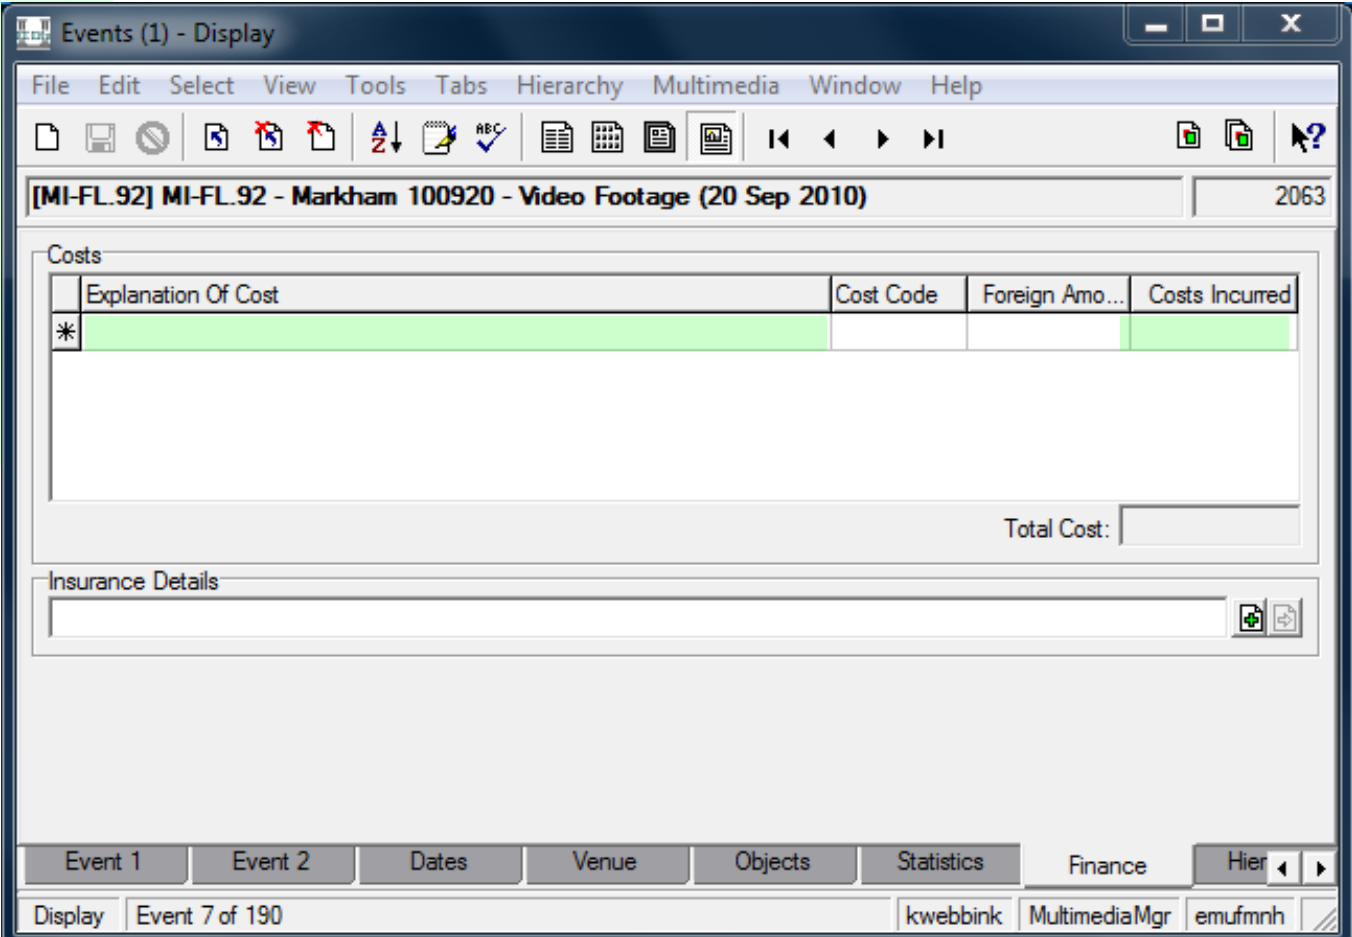 Events (1) - Display
File Edit Select View Tools Tabs Hierarchy Multimedia Window Help
[MI-FL.92] MI-FL.92 - Markham 100920 - Video Footage (20 Sep 2010) 2063
Costs
Explanation Of Cost Cost Code Foreign Amo... Costs Incurred
Total Cost:
Insurance Details
Event 1 Event 2 Dates Venue Objects Statistics Finance Hier
Display Event 7 of 190 kwebbink MultimediaMgr emufmnh